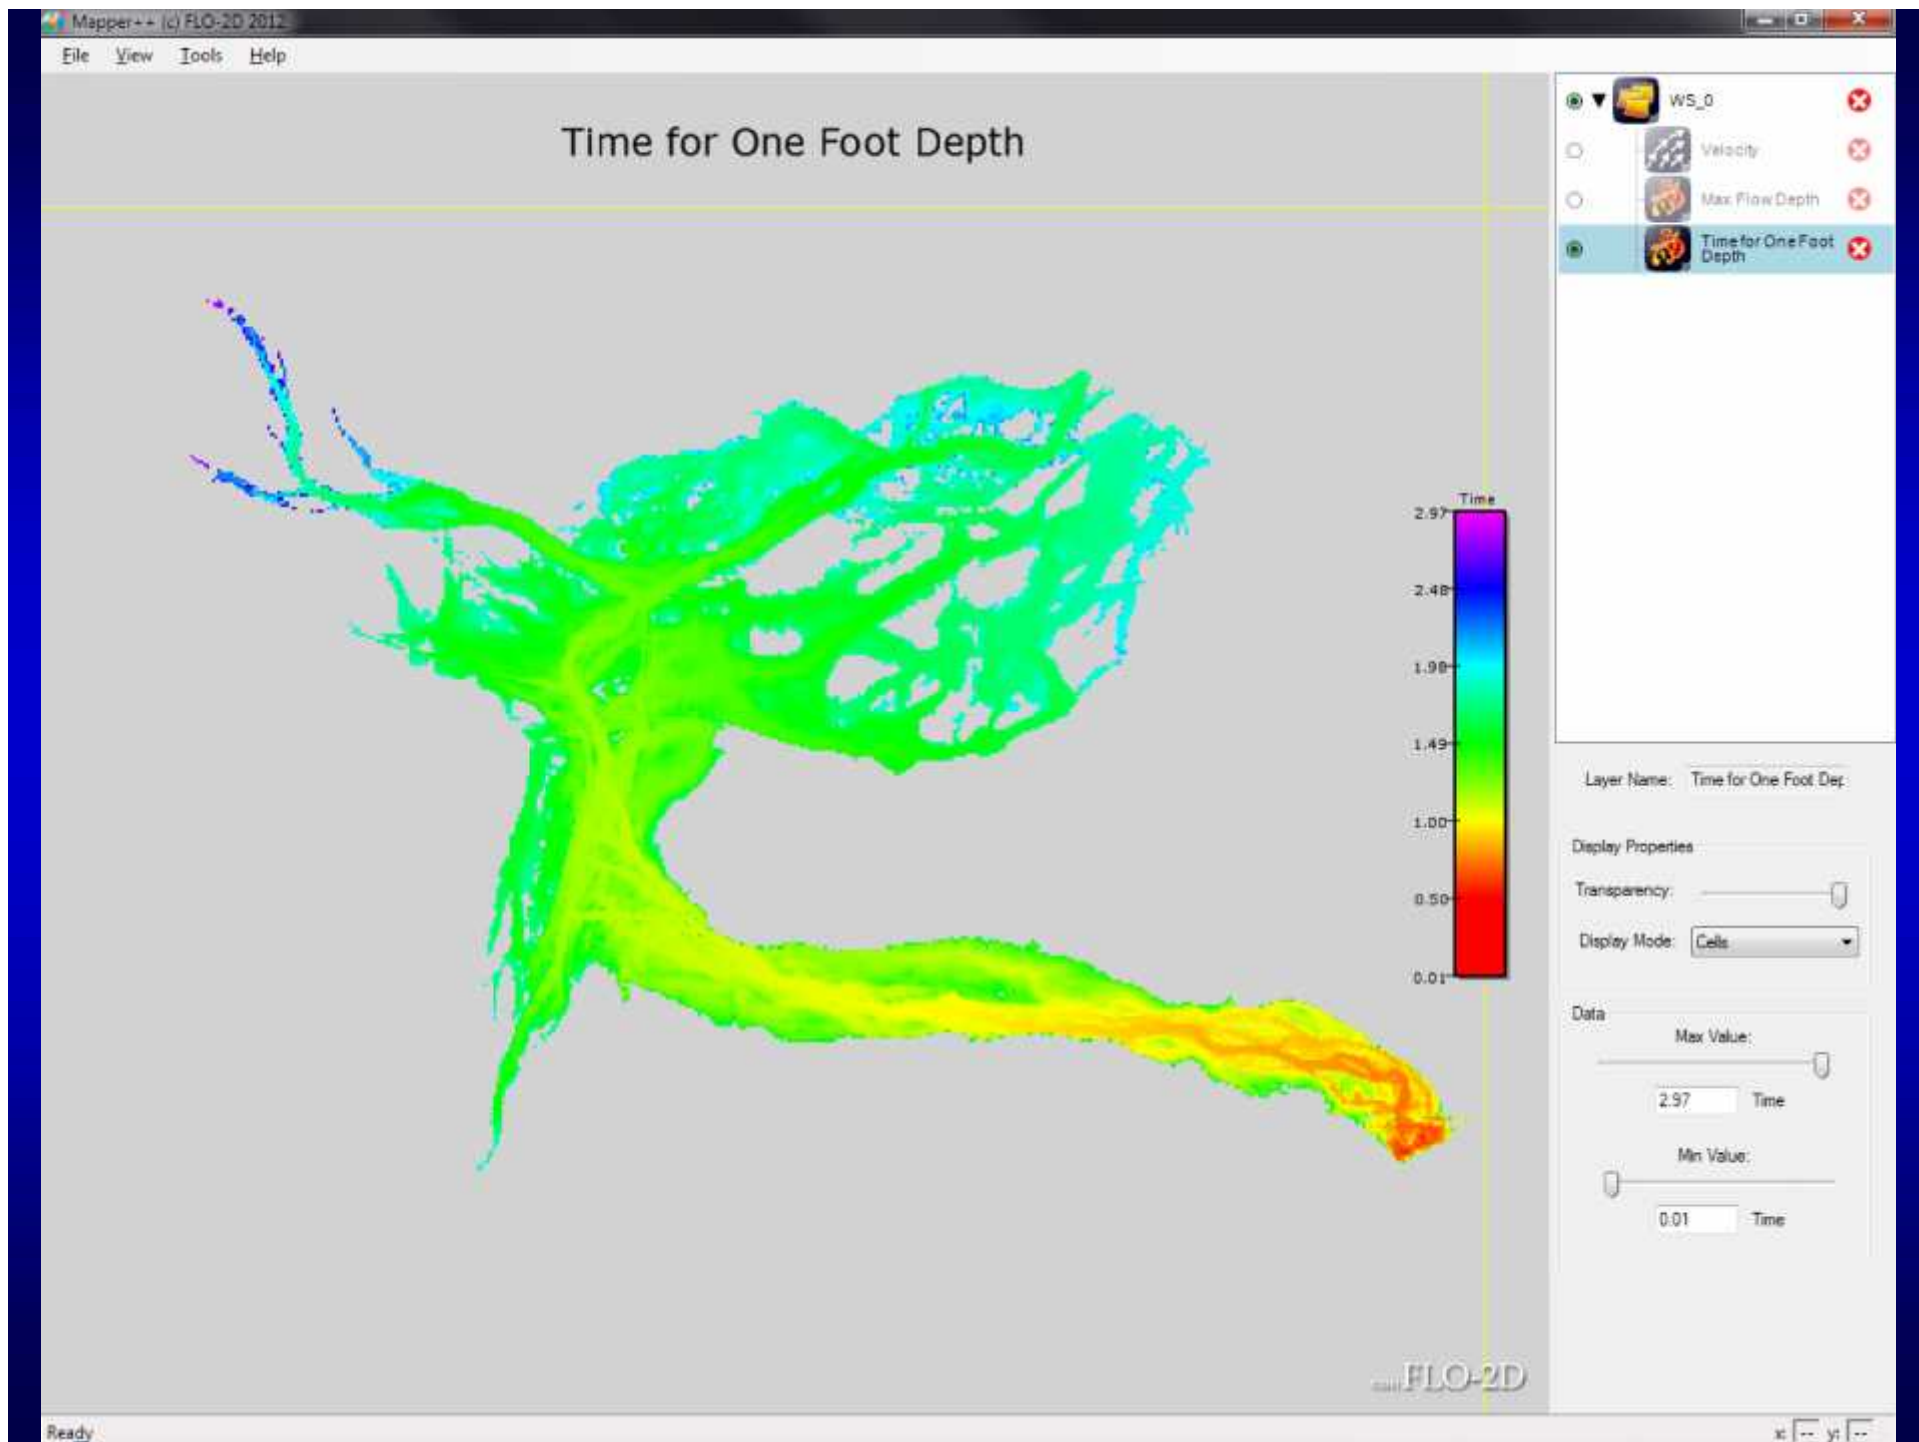 Mapper++ (c) FLO-2D 2012
File View Tools Help
Time for One Foot Depth
WS_0
Velocity
Max Flow Depth
Time for One Foot
Depth
Time
2.97
2.48
1.98
1.49
1.00
0.50
0.01
Layer Name: Time for One Foot Dep
Display Properties
Transparency:
Display Mode: Cells
Data
Max Value:
2.97 Time
Min Value:
0.01 Time
FLO-2D
Ready x: -- y: --